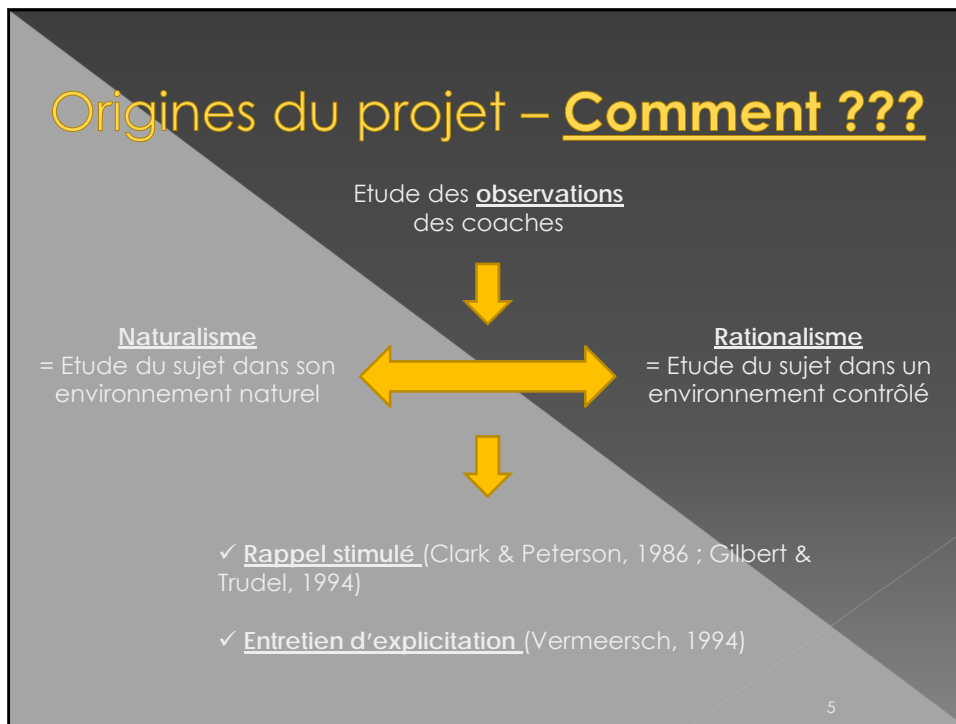 Origines du projet – Comment ???
Etude des observations
des coaches
Naturalisme
= Etude du sujet dans son
environnement naturel
Rationalisme
= Etude du sujet dans un
environnement contrôlé
✓ Rappel stimulé (Clark & Peterson, 1986 ; Gilbert &
Trudel, 1994)
✓ Entretien d’explicitation (Vermeersch, 1994)
5